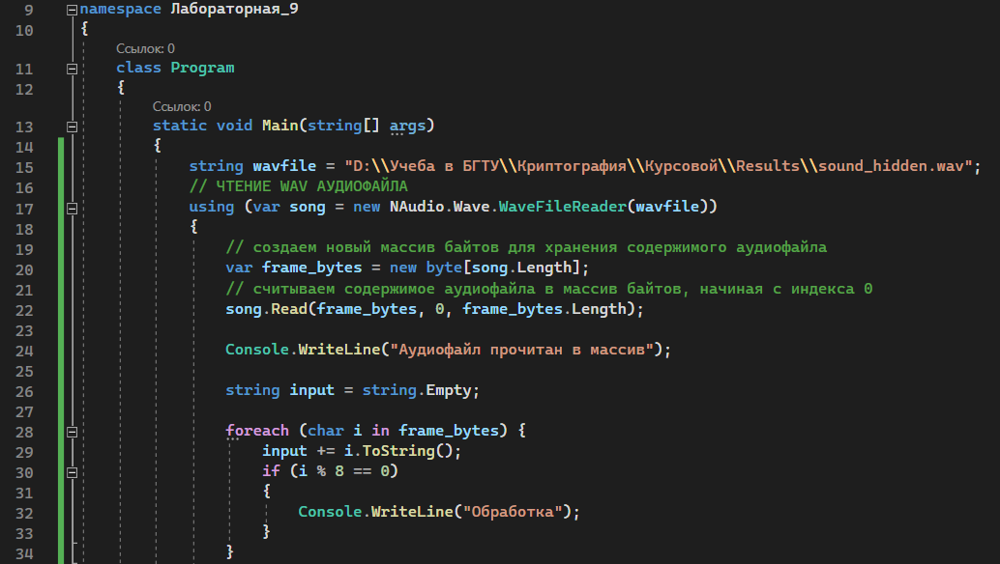 9 namespace Лабораторная_9
10 {
Ссылок: 0
11 class Program
12 {
Ссылок: 0
13 static void Main(string[] args)
14 {
15 string wavfile = "D:\\Учеба в БГТУ\\Криптография\\Курсовой\\Results\\sound_hidden.wav";
16 // ЧТЕНИЕ WAV АУДИОФАЙЛА
17 using (var song = new NAudio.Wave.WaveFileReader(wavfile))
18 {
19 // создаем новый массив байтов для хранения содержимого аудиофайла
20 var frame_bytes = new byte[song.Length];
21 // считываем содержимое аудиофайла в массив байтов, начиная с индекса 0
22 song.Read(frame_bytes, 0, frame_bytes.Length);
23
24 Console.WriteLine("Аудиофайл прочитан в массив");
25
26 string input = string.Empty;
27
28 foreach (char i in frame_bytes) {
29 input += i.ToString();
30 if (i % 8 == 0)
31 {
32 Console.WriteLine("Обработка");
33 }
34 }